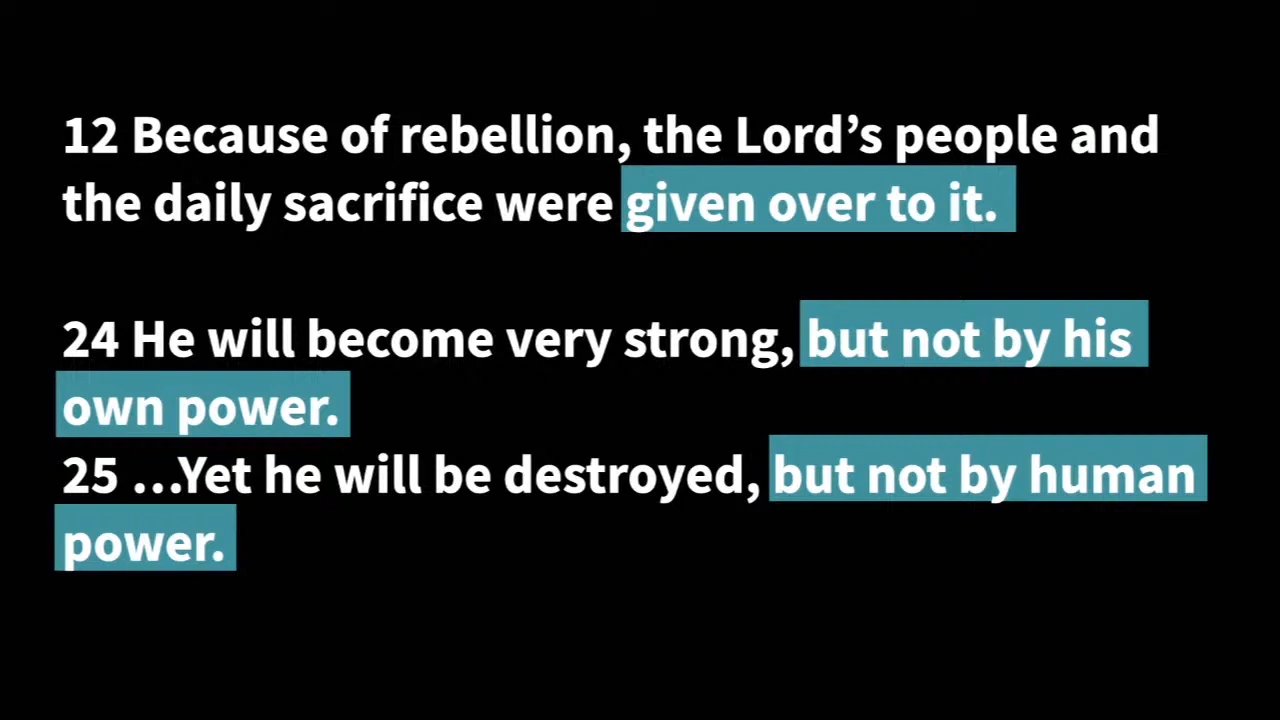 12 Because of rebellion, the Lord’s people and
the daily sacrifice were given over to it.
24 He will become very strong, but not by his
own power.
25 ...Yet he will be destroyed, but not by human
power.